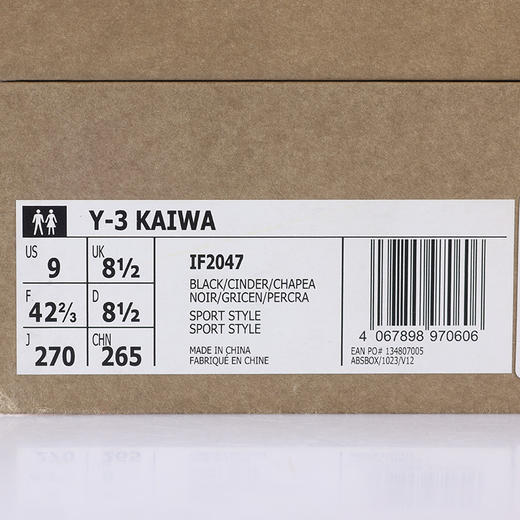 Y-3 KAIWA
US 9
UK 8½
F 42⅔
D 8½
J 270
CHN 265
IF2047
BLACK/CINDER/CHAPEA
NOIR/GRICEN/PERCRA
SPORT STYLE
SPORT STYLE
MADE IN CHINA
FABRIQUÉ EN CHINE
4 067898 970606
EAN PO# 134807005
ABSBOX/1023/V12